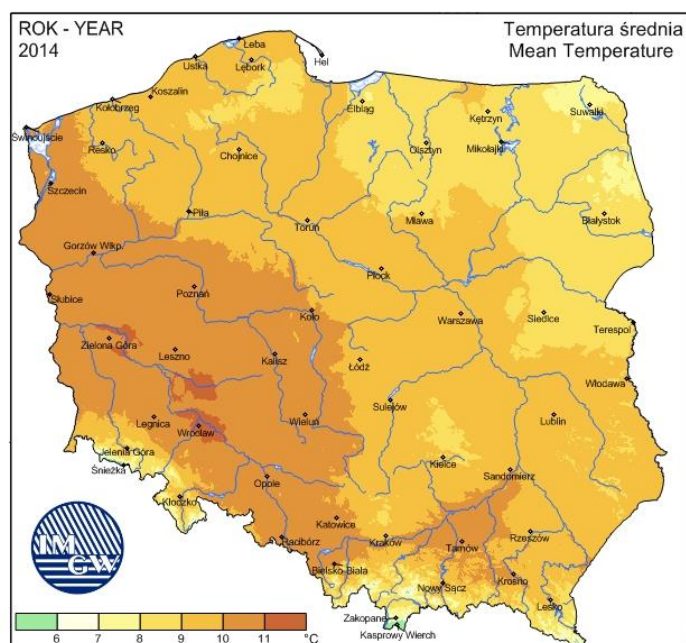 ROK - YEAR
2014
Temperatura średnia
Mean Temperature
Łeba
Hel
Ustka
Lębork
Koszalin
Kołobrzeg
Elbląg
Kętrzyn
Suwałki
Świnoujście
Resko
Chojnice
Olsztyn
Mikołajki
Szczecin
Piła
Toruń
Mława
Białystok
Gorzów Wlkp.
Płock
Słubice
Poznań
Koło
Warszawa
Siedlce
Terespol
Zielona Góra
Leszno
Kalisz
Łódź
Włodawa
Sulejów
Legnica
Wrocław
Wieluń
Lublin
Jelenia Góra
Śnieżka
Kielce
Sandomierz
Opole
Kłodzko
Katowice
Racibórz
Kraków
Tarnów
Rzeszów
Bielsko-Biała
Nowy Sącz
Krosno
Lesko
Zakopane
Kasprowy Wierch
IM
GW
6 7 8 9 10 11 °C